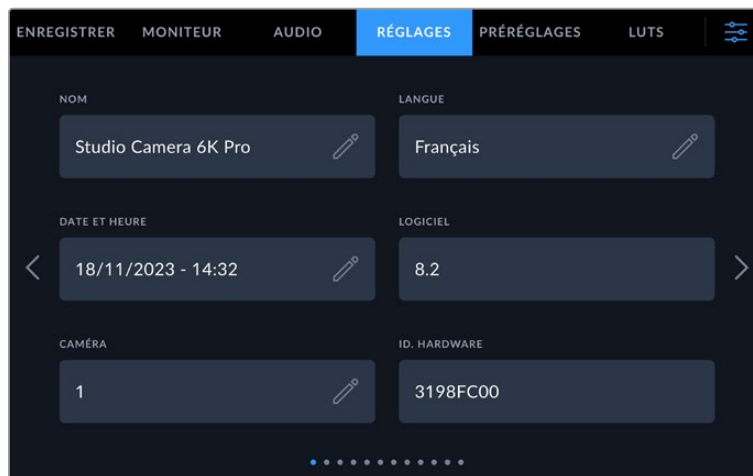 ENREGISTRER MONITEUR AUDIO RÉGLAGES PRÉRÉGLAGES LUTS
NOM LANGUE
Studio Camera 6K Pro Français
DATE ET HEURE LOGICIEL
18/11/2023 - 14:32 8.2
CAMÉRA ID. HARDWARE
1 3198FC00